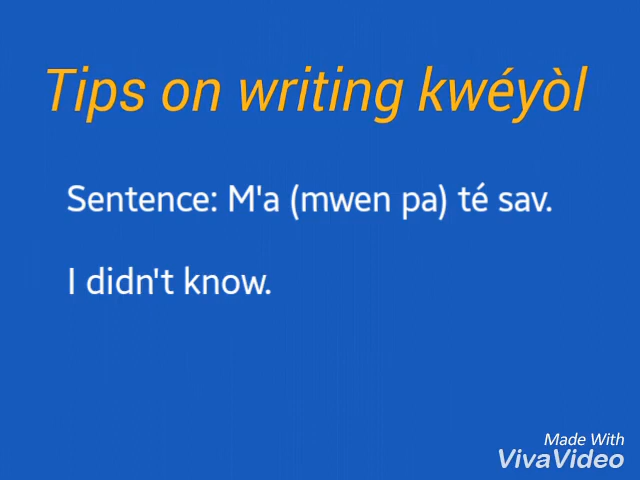 Tips on writing kwéyòl
Sentence: M'a (mwen pa) té sav.
I didn't know.
Made With
VivaVideo